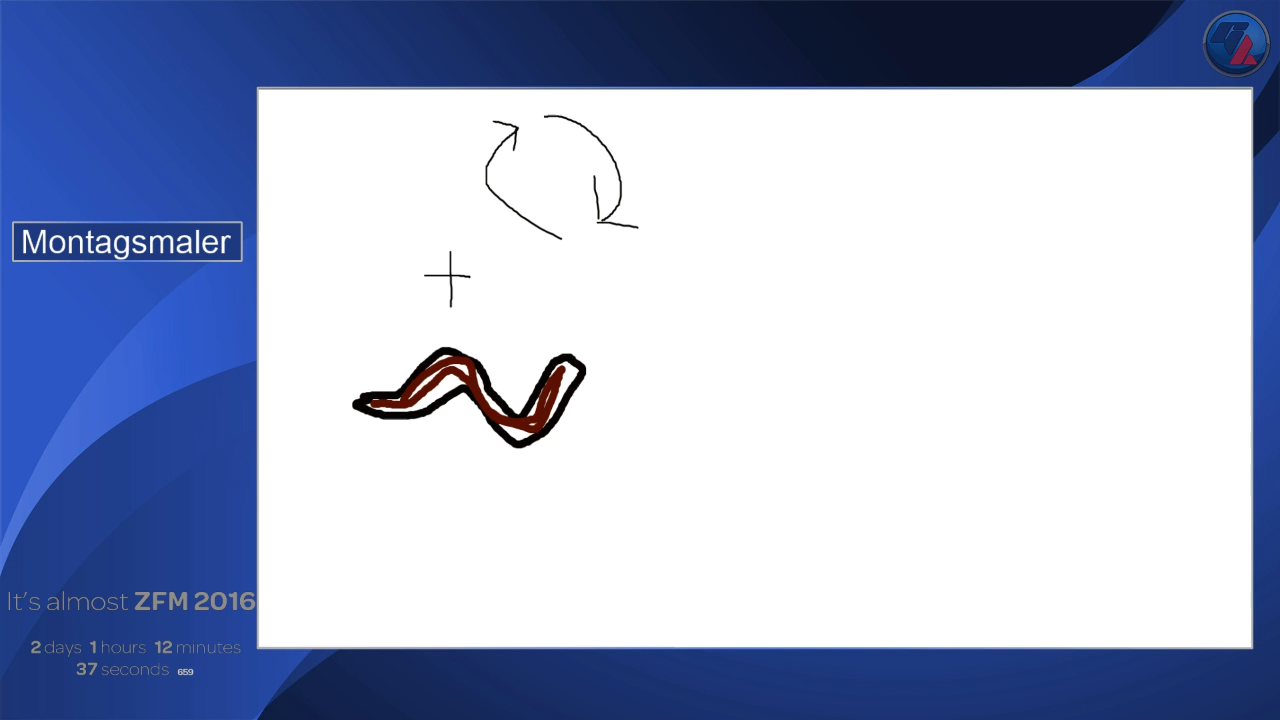 Montagsmaler
It's almost ZFM 2016
2 days 1 hours 12 minutes
37 seconds 659